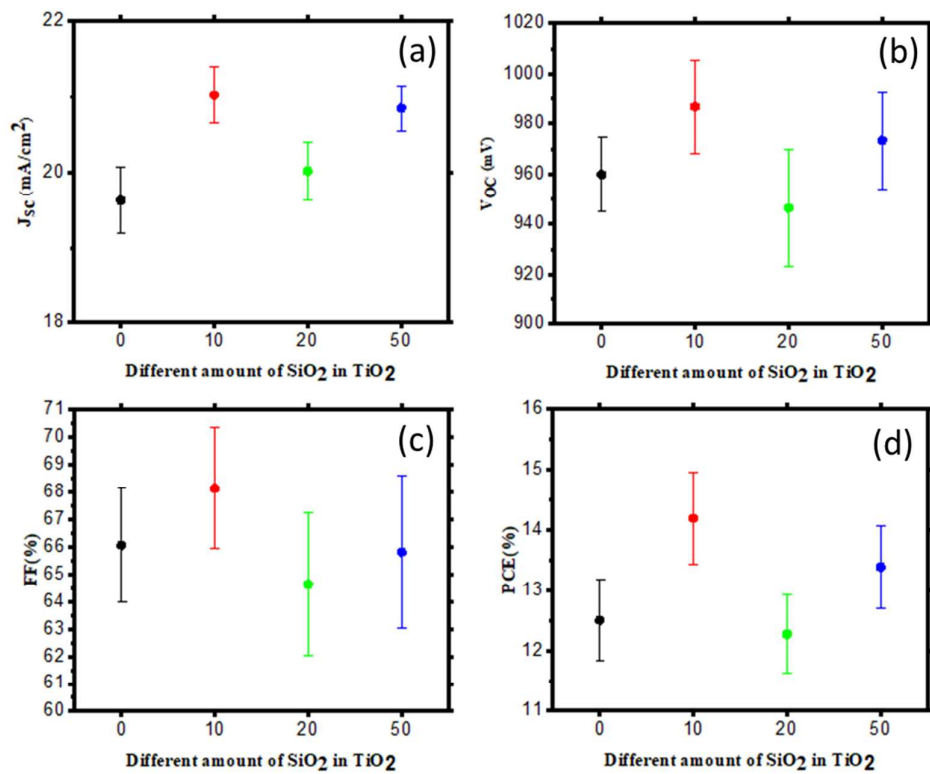 (a)
22
20
18
J_SC (mA/cm²)
0 10 20 50
Different amount of SiO₂ in TiO₂
(b)
1020
1000
980
960
940
920
900
V_OC (mV)
0 10 20 50
Different amount of SiO₂ in TiO₂
(c)
71
70
69
68
67
66
65
64
63
62
61
60
FF(%)
0 10 20 50
Different amount of SiO₂ in TiO₂
(d)
16
15
14
13
12
11
PCE(%)
0 10 20 50
Different amount of SiO₂ in TiO₂